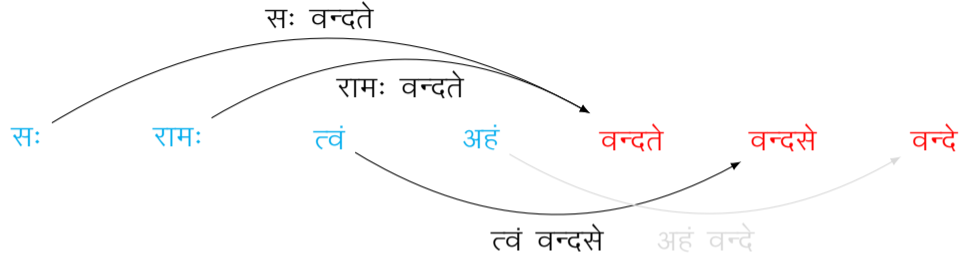 सः वन्दते
रामः वन्दते
सः रामः त्वं अहं वन्दते वन्दसे वन्दे
त्वं वन्दसे अहं वन्दे